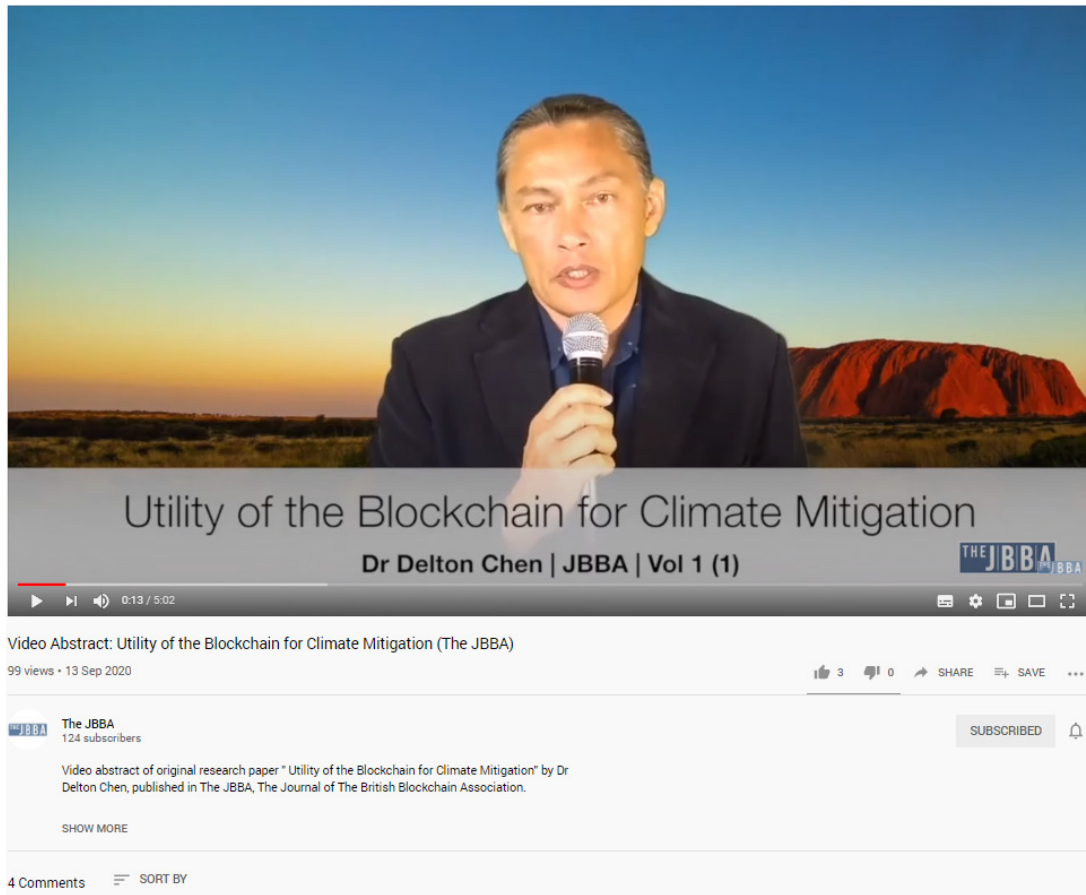 Utility of the Blockchain for Climate Mitigation
Dr Delton Chen | JBBA | Vol 1 (1)
THE JBBA
THE JBBA
0:13 / 5:02
Video Abstract: Utility of the Blockchain for Climate Mitigation (The JBBA)
99 views • 13 Sep 2020
3
0
SHARE
SAVE
THE JBBA
The JBBA
124 subscribers
SUBSCRIBED
Video abstract of original research paper " Utility of the Blockchain for Climate Mitigation" by Dr
Delton Chen, published in The JBBA, The Journal of The British Blockchain Association.
SHOW MORE
4 Comments
SORT BY